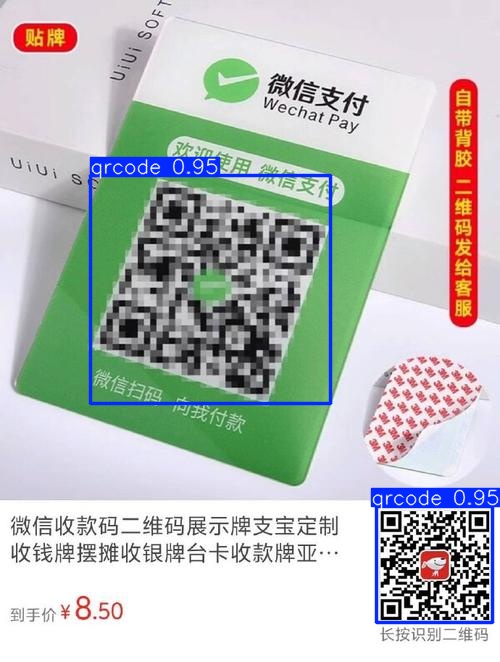 贴牌
UiUi SOFT
UiUi SO
微信支付
Wechat Pay
欢迎使用 微信支付
自带背胶 二维码发给客服
qrcode 0.95
微信扫码 向我付款
3M
微信收款码二维码展示牌支宝定制
收钱牌摆摊收银牌台卡收款牌亚…
到手价 ¥8.50
qrcode 0.95
长按识别二维码